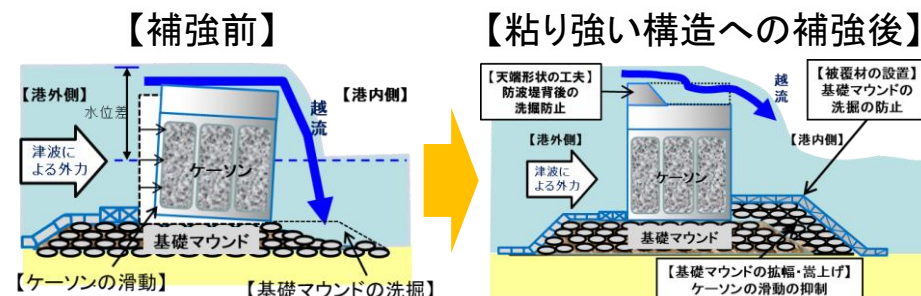 【補強前】
【港外側】
水位差
越流
【港内側】
津波に
よる外力
ケーソン
基礎マウンド
【ケーソンの滑動】
【基礎マウンドの洗掘】
【粘り強い構造への補強後】
【天端形状の工夫】
防波堤背後の
洗掘防止
越流
【被覆材の設置】
基礎マウンドの
洗掘の防止
【港外側】
【港内側】
津波に
よる外力
ケーソン
基礎マウンド
【基礎マウンドの拡幅・嵩上げ】
ケーソンの滑動の抑制